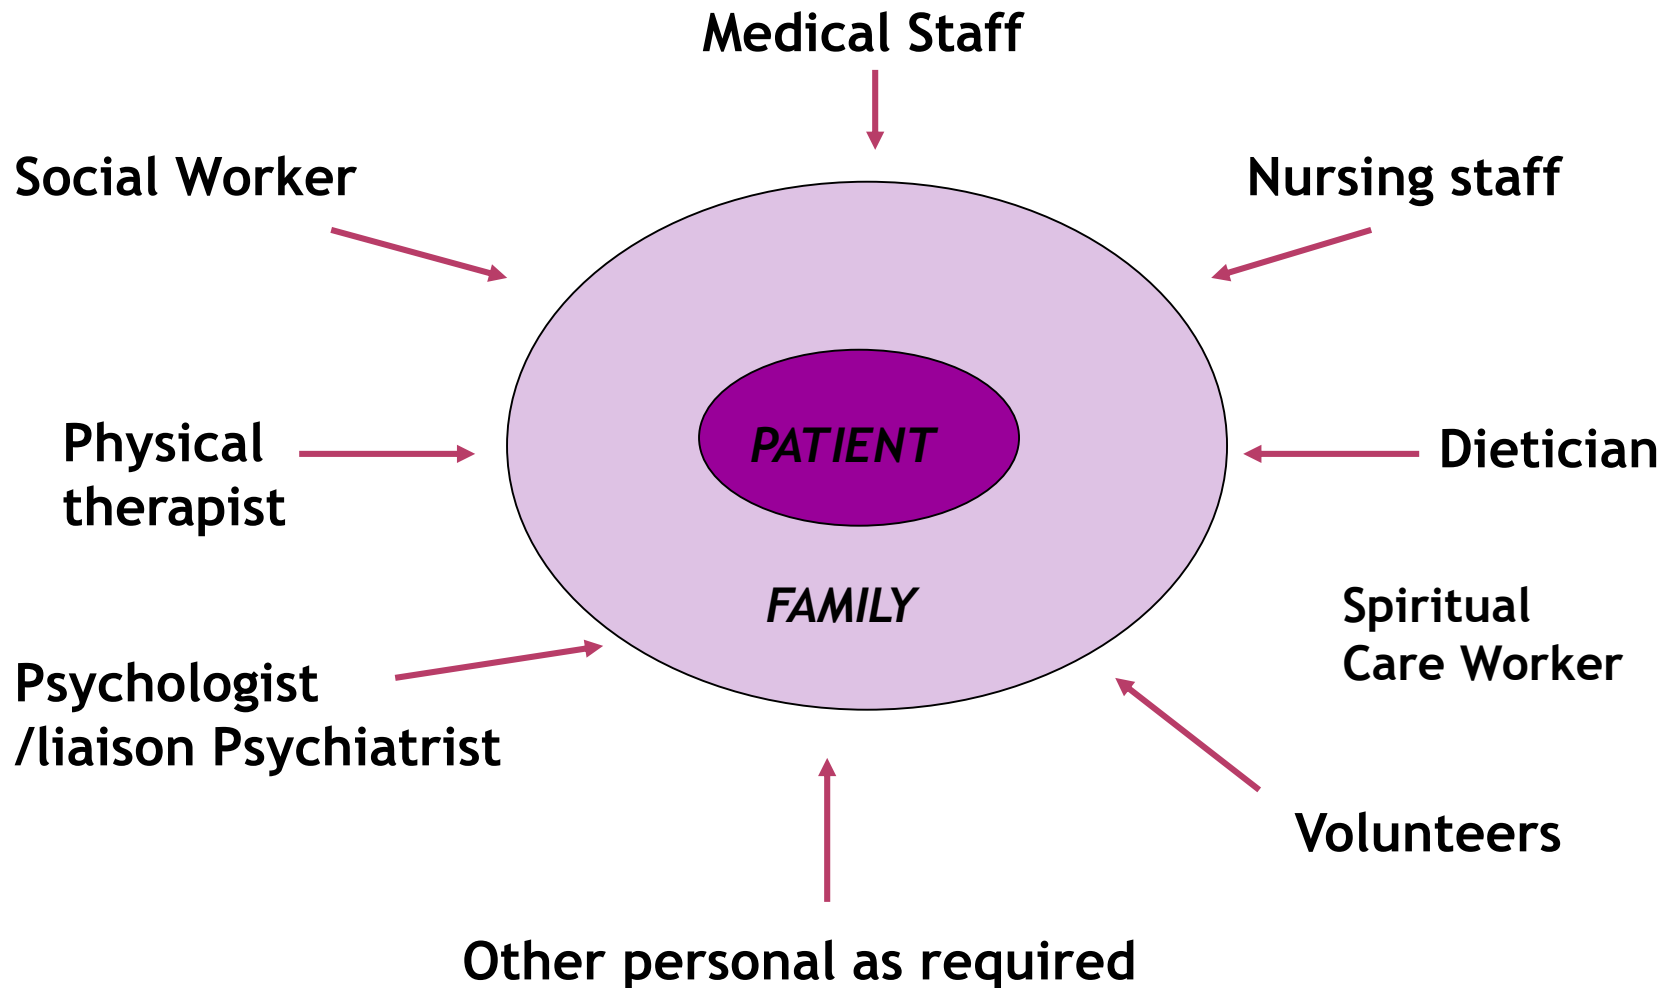 Medical Staff
Social Worker
Nursing staff
Physical
therapist
PATIENT
Dietician
FAMILY
Spiritual
Care Worker
Psychologist
/liaison Psychiatrist
Volunteers
Other personal as required